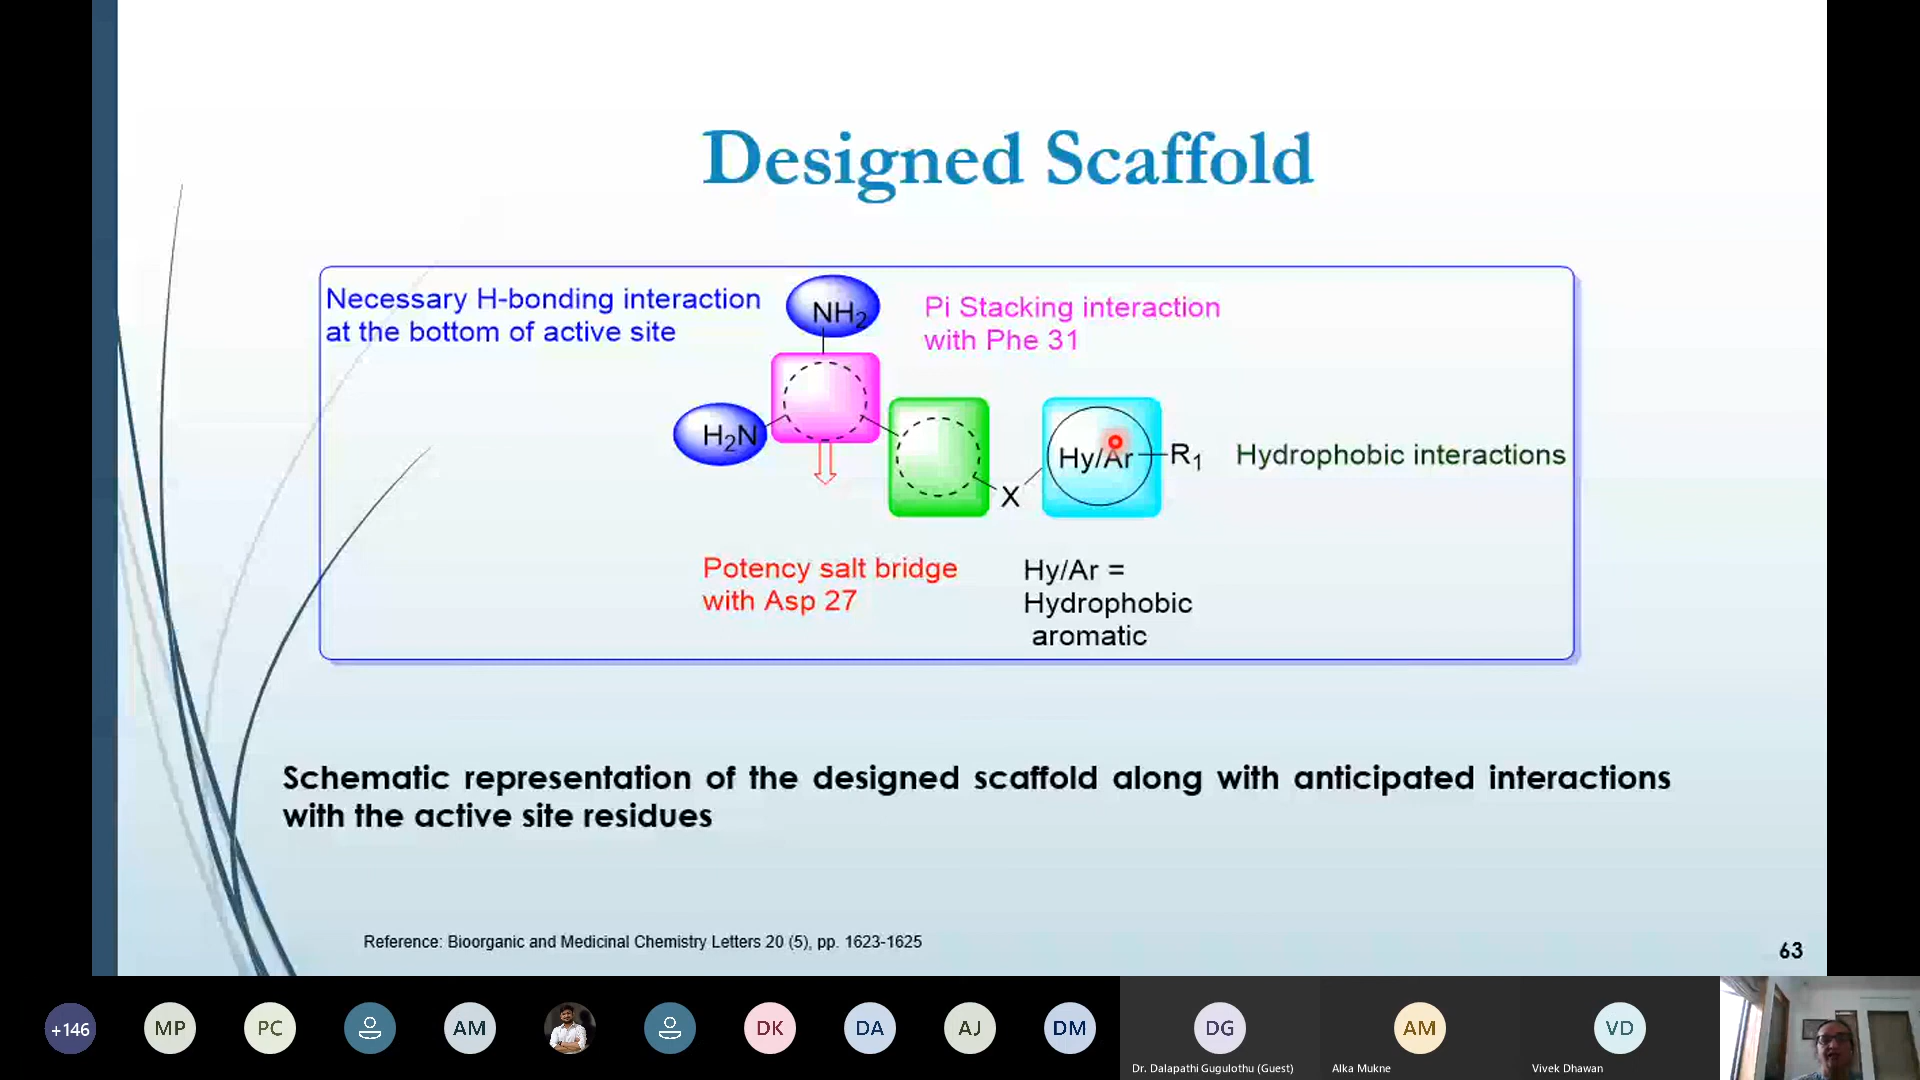 Designed Scaffold
Necessary H-bonding interaction
at the bottom of active site
NH2
Pi Stacking interaction
with Phe 31
H2N
X
Hy/Ar
R1
Hydrophobic interactions
Potency salt bridge
with Asp 27
Hy/Ar =
Hydrophobic
aromatic
Schematic representation of the designed scaffold along with anticipated interactions
with the active site residues
Reference: Bioorganic and Medicinal Chemistry Letters 20 (5), pp. 1623-1625
63
+146
MP
PC
AM
DK
DA
AJ
DM
DG
AM
VD
Dr. Dalapathi Gugulothu (Guest)
Alka Mukne
Vivek Dhawan